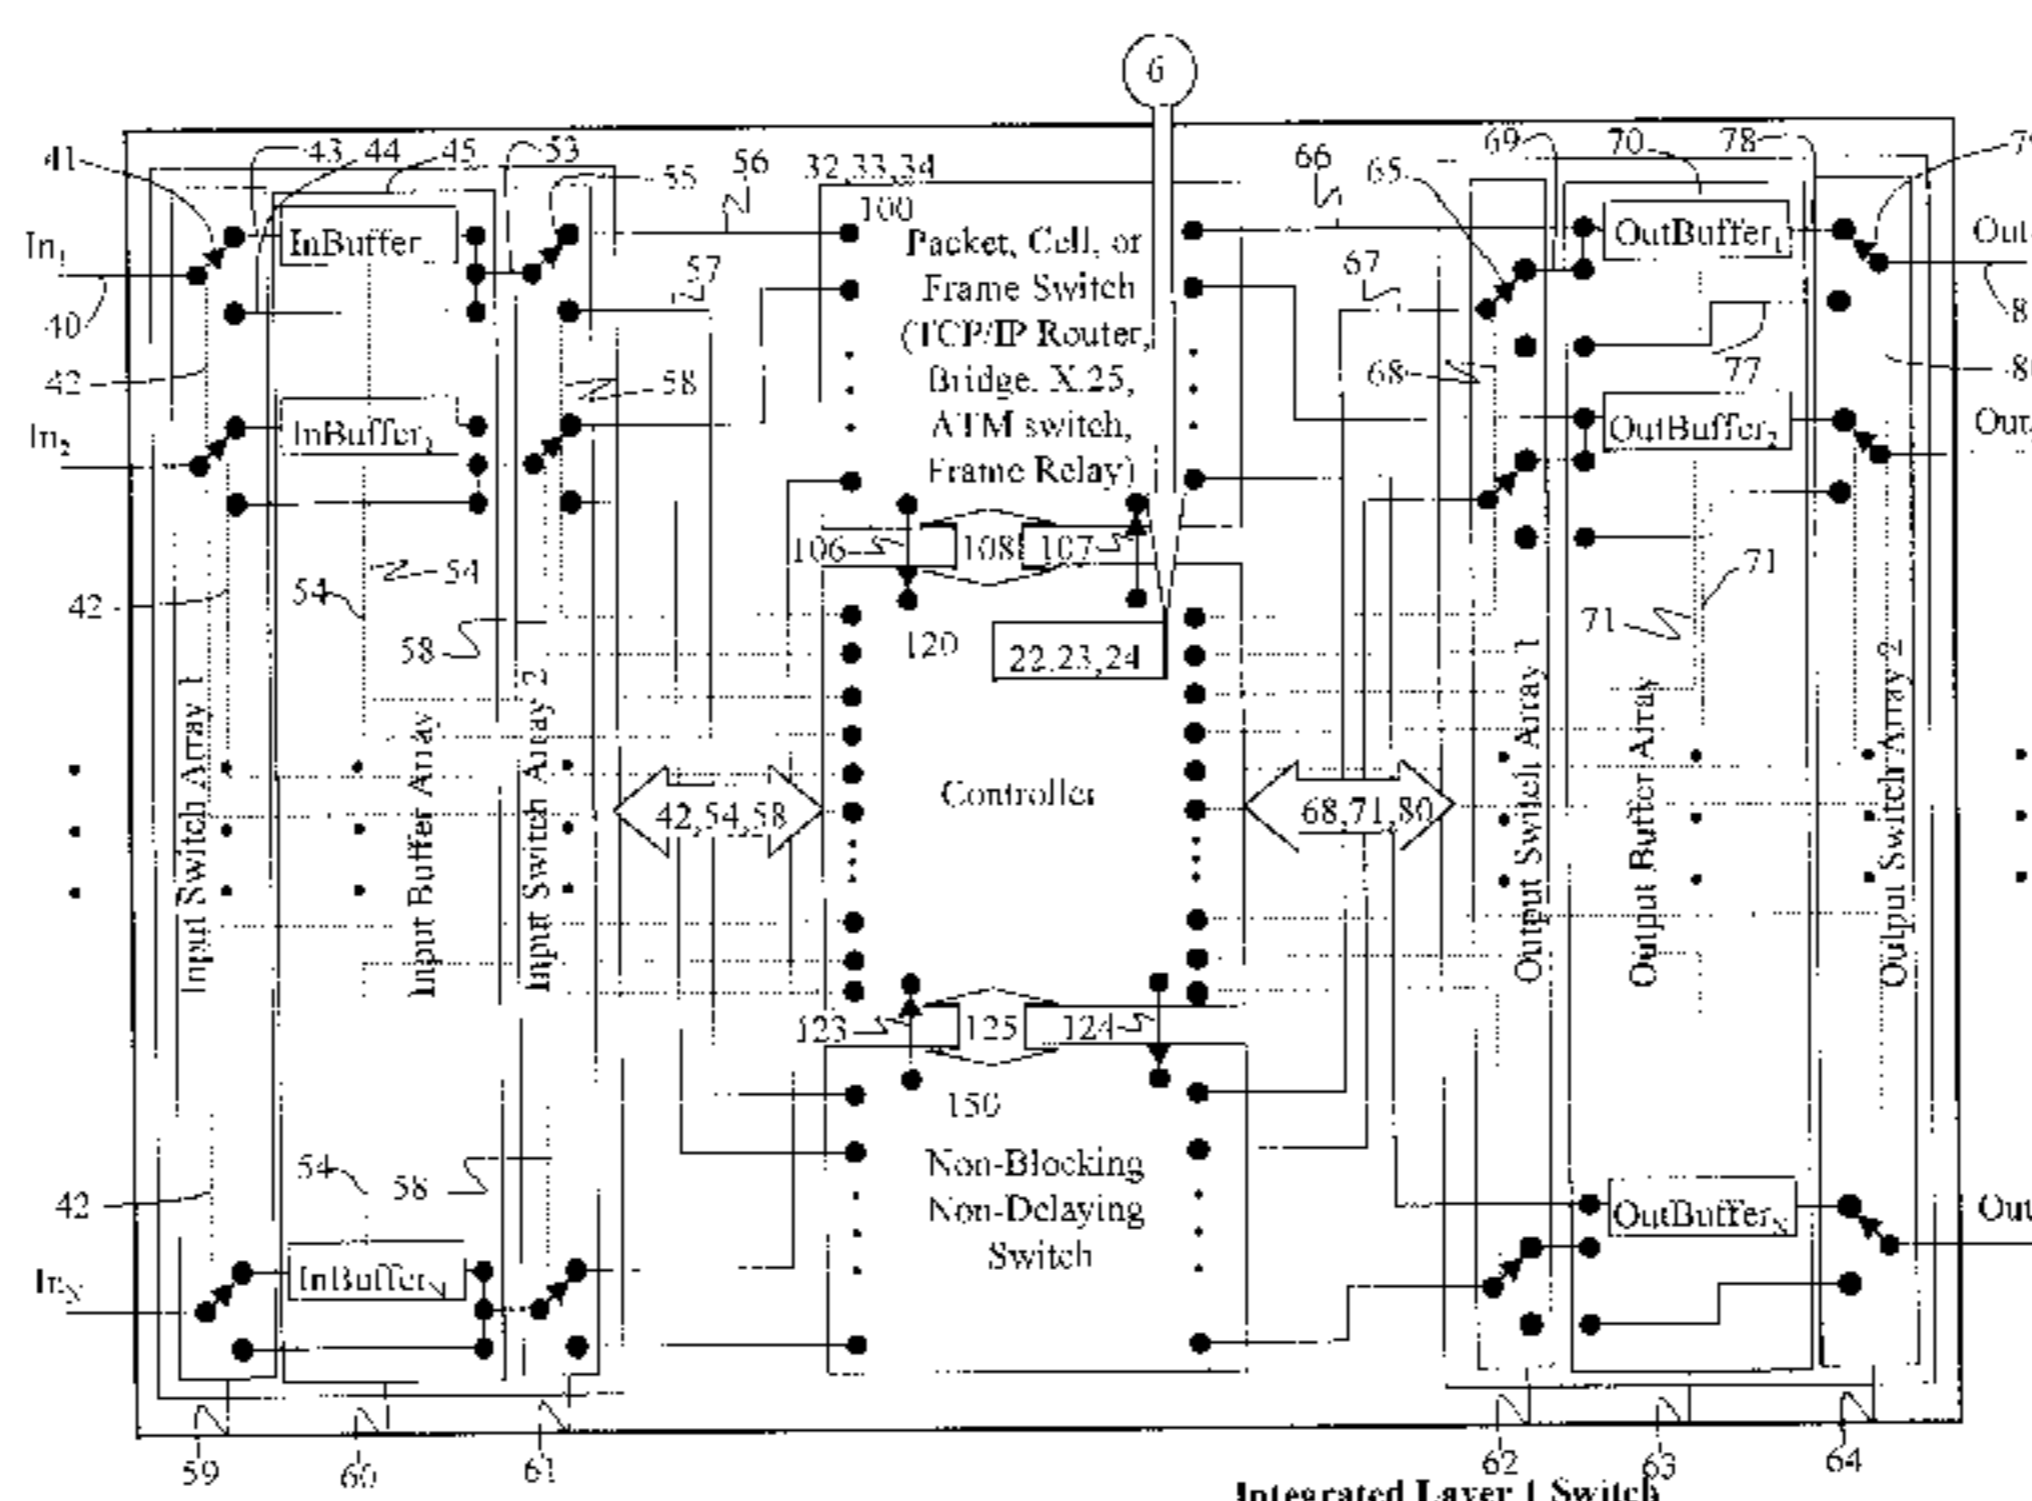 6
41 43 44 45 53 55 56 32,33,34 66 65 69 70 78
100
In1 InBuffer
Packet, Cell, or
Frame Switch
(TCP/IP Router,
Bridge, X.25,
ATM switch,
Frame Relay)
OutBuffer1
40 57 67
42 58 68 77
In2 InBuffer2 OutBuffer2
106 108 107
42 54 54 71 71
58 120 22,23,24
Input Switch Array 1
Input Buffer Array
Input Switch Array 2
42,54,58
Controller
68,71,80
Output Switch Array 1
Output Buffer Array
Output Switch Array 2
123 125 124
150
Non-Blocking
Non-Delaying
Switch
42 54 58
InN InBufferN OutBufferN
59 60 61 62 63 64
Integrated Layer 1 Switch